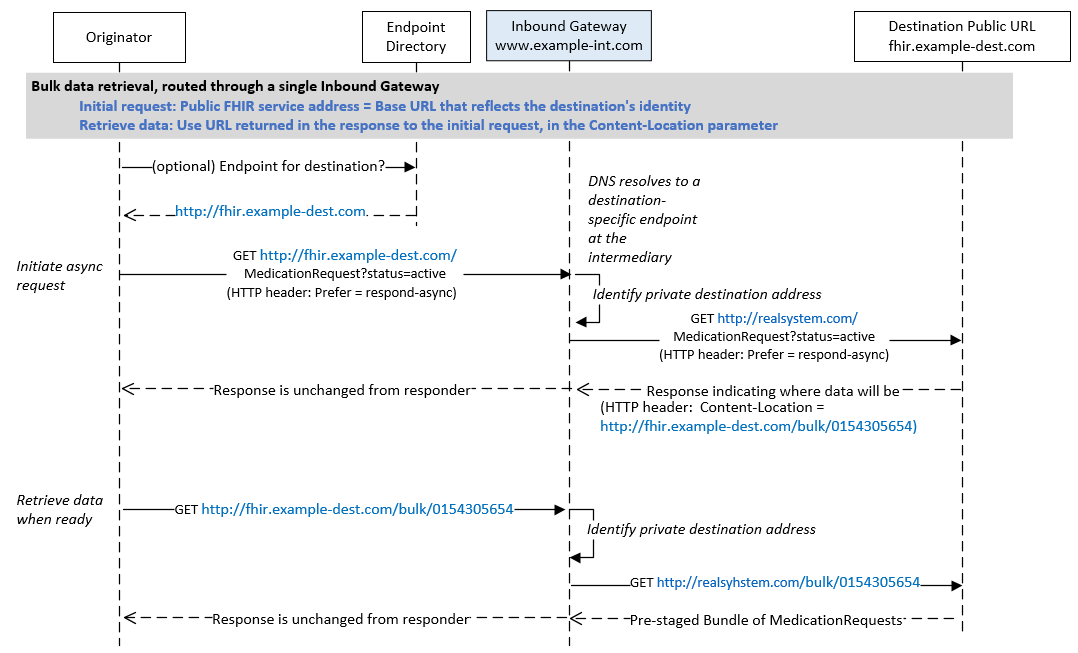 Originator
Endpoint
Directory
Inbound Gateway
www.example-int.com
Destination Public URL
fhir.example-dest.com
Bulk data retrieval, routed through a single Inbound Gateway
Initial request: Public FHIR service address = Base URL that reflects the destination's identity
Retrieve data: Use URL returned in the response to the initial request, in the Content-Location parameter
(optional) Endpoint for destination?
http://fhir.example-dest.com.
DNS resolves to a
destination-
specific endpoint
at the
intermediary
Initiate async
request
GET http://fhir.example-dest.com/
MedicationRequest?status=active
(HTTP header: Prefer = respond-async)
Identify private destination address
GET http://realsystem.com/
MedicationRequest?status=active
(HTTP header: Prefer = respond-async)
Response is unchanged from responder
Response indicating where data will be
(HTTP header:  Content-Location =
http://fhir.example-dest.com/bulk/0154305654)
Retrieve data
when ready
GET http://fhir.example-dest.com/bulk/0154305654
Identify private destination address
GET http://realsyhstem.com/bulk/0154305654
Response is unchanged from responder
Pre-staged Bundle of MedicationRequests